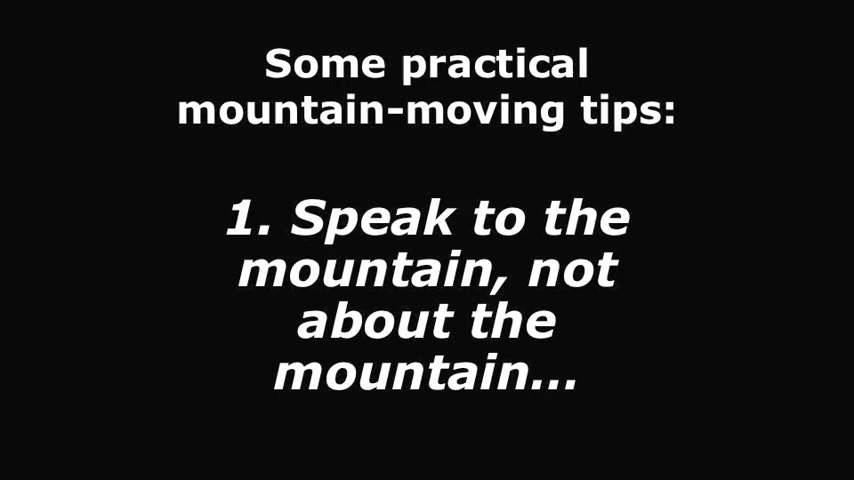 Some practical
mountain-moving tips:
1. Speak to the
mountain, not
about the
mountain...